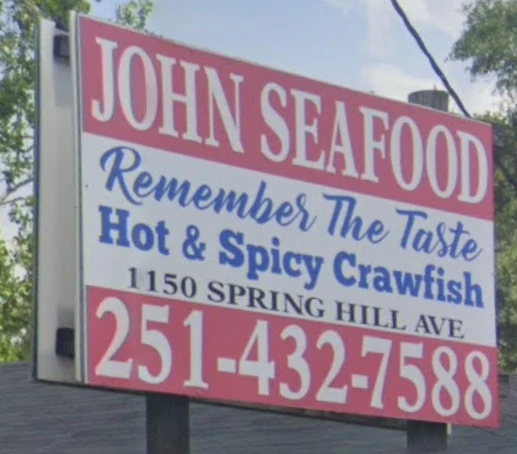 JOHN SEAFOOD
Remember The Taste
Hot & Spicy Crawfish
1150 SPRING HILL AVE
251-432-7588